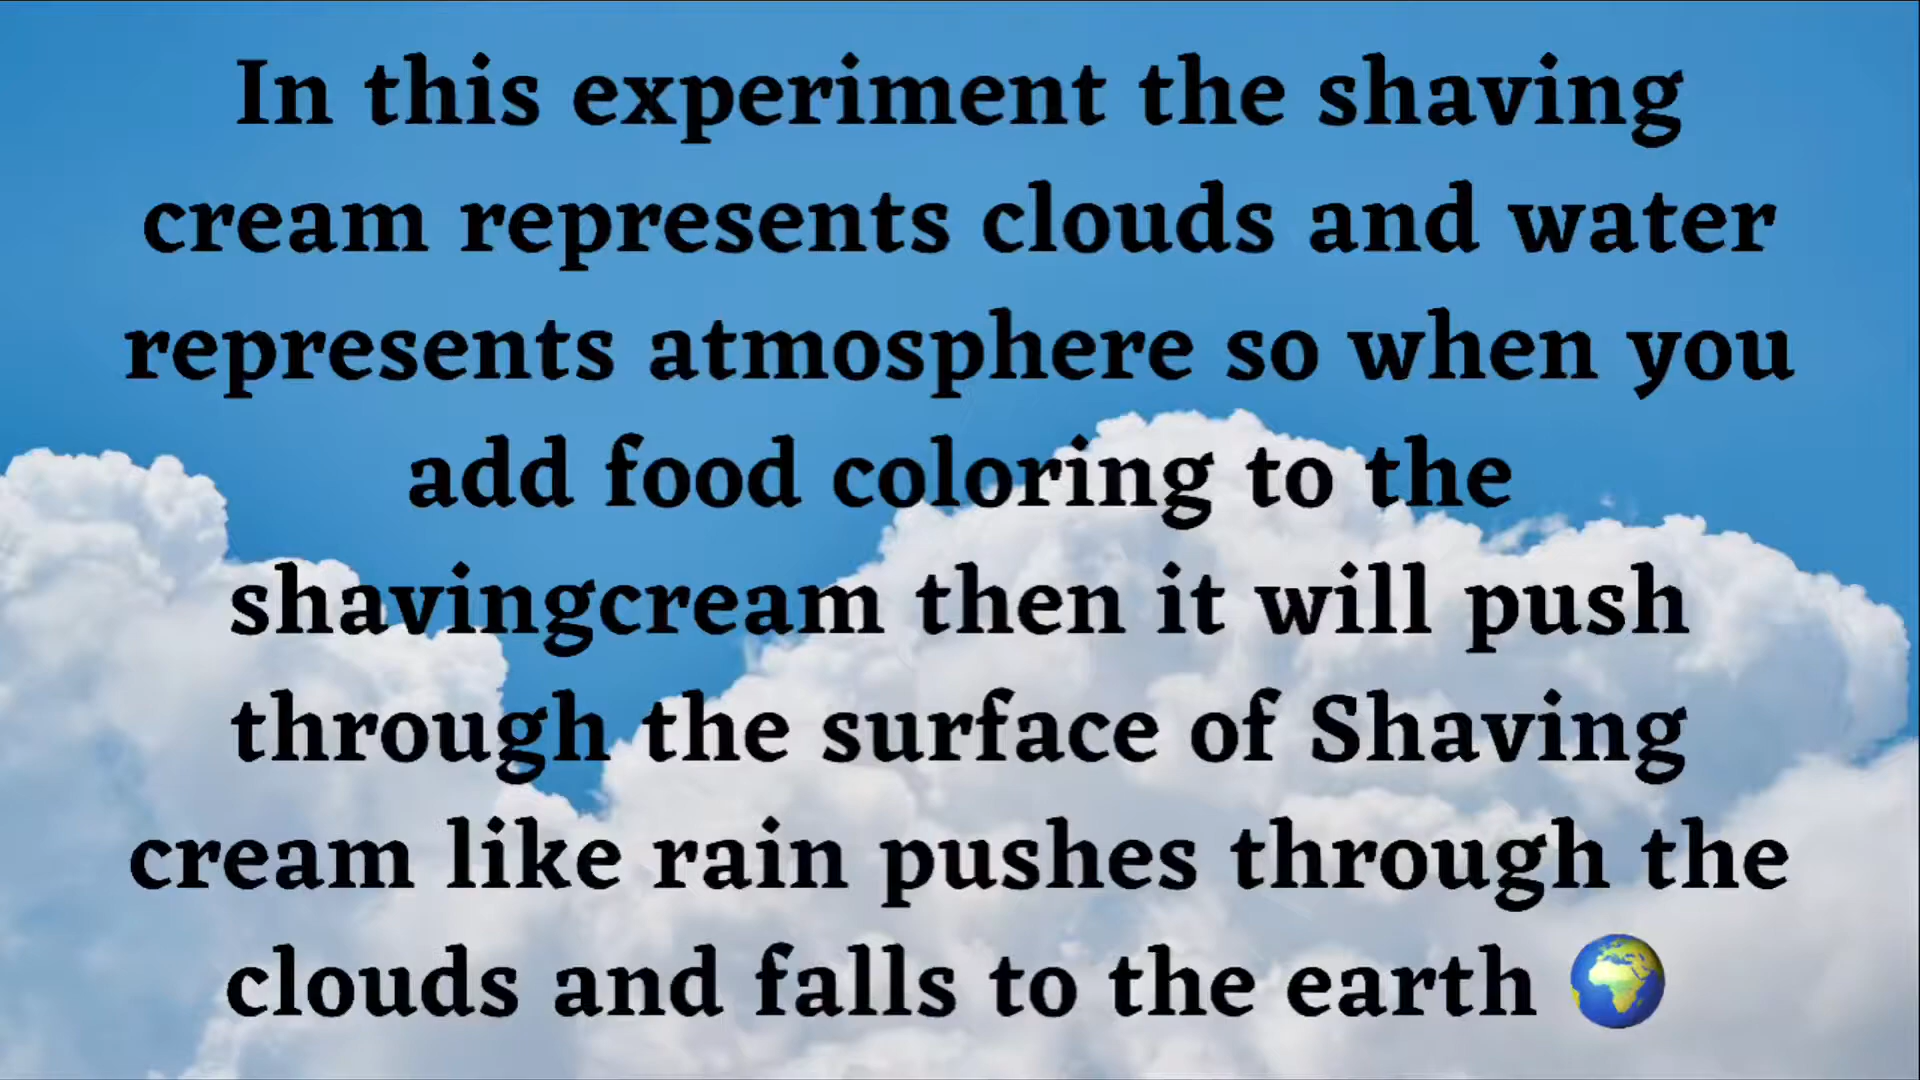 In this experiment the shaving
cream represents clouds and water
represents atmosphere so when you
add food coloring to the
shavingcream then it will push
through the surface of Shaving
cream like rain pushes through the
clouds and falls to the earth 🌍